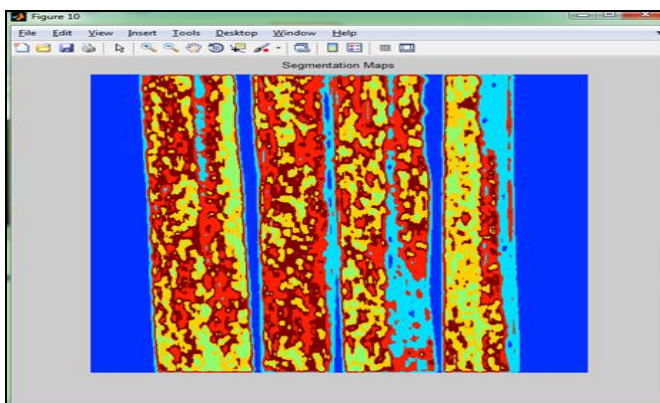 Figure 10
File Edit View Insert Tools Desktop Window Help
Segmentation Maps